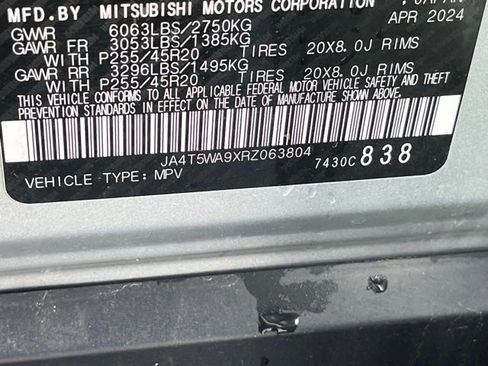 MFD.BY MITSUBISHI MOTORS CORPORATION : JAPAN
APR 2024
GVWR 6063LBS/2750KG
GAWR FR 3053LBS/1385KG
WITH P255/45R20 TIRES 20X8.0J RIMS
GAWR RR 3296LBS/1495KG
WITH P255/45R20 TIRES 20X8.0J RIMS
THIS VEHICLE CONFORMS TO ALL APPLICABLE FEDERAL MOTOR VEHICLE SAFETY AND THEFT
PREVENTION STANDARDS IN EFFECT ON THE DATE OF MANUFACTURE SHOWN ABOVE.
JA4T5WA9XRZ063804
7430C 838
VEHICLE TYPE: MPV